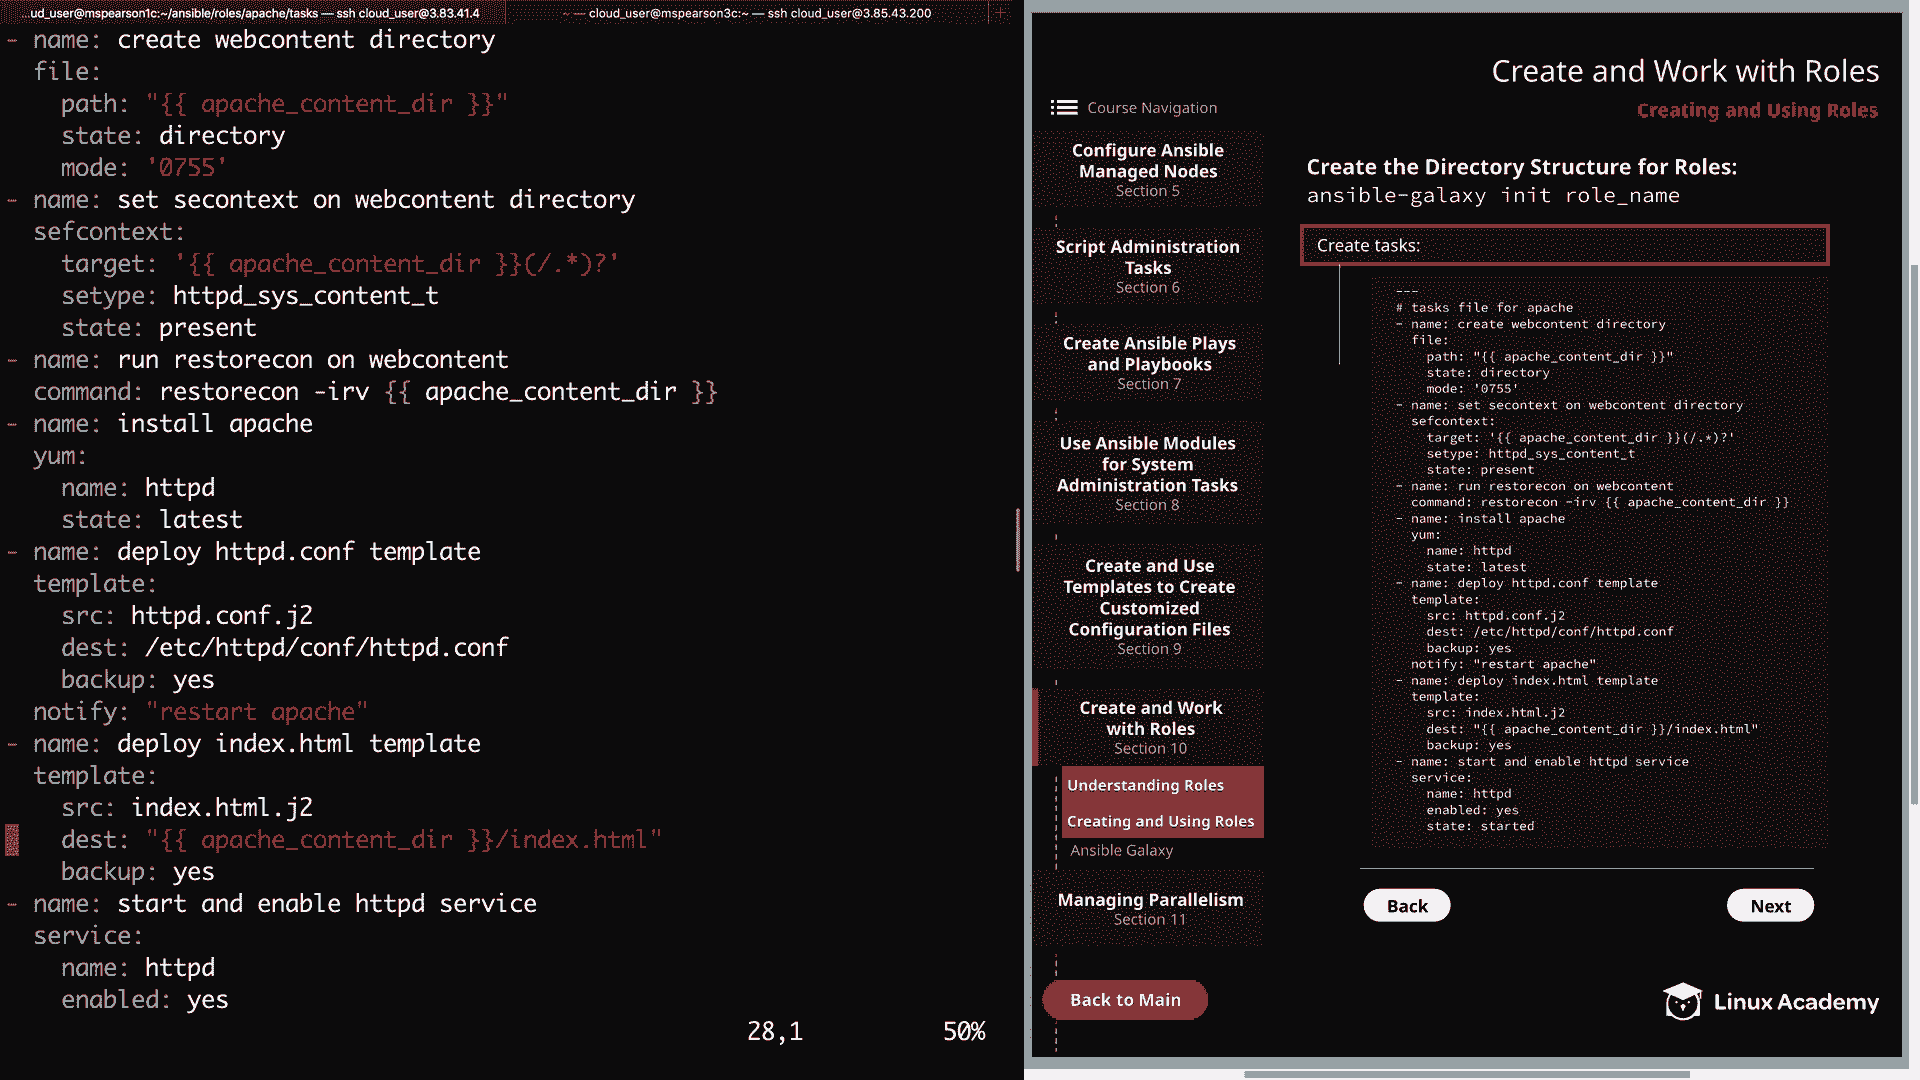 ...ud_user@mspearson1c:~/ansible/roles/apache/tasks — ssh cloud_user@3.83.41.4
~ — cloud_user@mspearson3c:~ — ssh cloud_user@3.85.43.200
+
- name: create webcontent directory
  file:
    path: "{{ apache_content_dir }}"
    state: directory
    mode: '0755'
- name: set secontext on webcontent directory
  sefcontext:
    target: '{{ apache_content_dir }}(/.*)?'
    setype: httpd_sys_content_t
    state: present
- name: run restorecon on webcontent
  command: restorecon -irv {{ apache_content_dir }}
- name: install apache
  yum:
    name: httpd
    state: latest
- name: deploy httpd.conf template
  template:
    src: httpd.conf.j2
    dest: /etc/httpd/conf/httpd.conf
    backup: yes
  notify: "restart apache"
- name: deploy index.html template
  template:
    src: index.html.j2
    dest: "{{ apache_content_dir }}/index.html"
    backup: yes
- name: start and enable httpd service
  service:
    name: httpd
    enabled: yes
28,1 50%
Create and Work with Roles
Creating and Using Roles
Course Navigation
Configure Ansible
Managed Nodes
Section 5
Script Administration
Tasks
Section 6
Create Ansible Plays
and Playbooks
Section 7
Use Ansible Modules
for System
Administration Tasks
Section 8
Create and Use
Templates to Create
Customized
Configuration Files
Section 9
Create and Work
with Roles
Section 10
Understanding Roles
Creating and Using Roles
Ansible Galaxy
Managing Parallelism
Section 11
Back to Main
Create the Directory Structure for Roles:
ansible-galaxy init role_name
Create tasks:
---
# tasks file for apache
- name: create webcontent directory
  file:
    path: "{{ apache_content_dir }}"
    state: directory
    mode: '0755'
- name: set secontext on webcontent directory
  sefcontext:
    target: '{{ apache_content_dir }}(/.*)?'
    setype: httpd_sys_content_t
    state: present
- name: run restorecon on webcontent
  command: restorecon -irv {{ apache_content_dir }}
- name: install apache
  yum:
    name: httpd
    state: latest
- name: deploy httpd.conf template
  template:
    src: httpd.conf.j2
    dest: /etc/httpd/conf/httpd.conf
    backup: yes
  notify: "restart apache"
- name: deploy index.html template
  template:
    src: index.html.j2
    dest: "{{ apache_content_dir }}/index.html"
    backup: yes
- name: start and enable httpd service
  service:
    name: httpd
    enabled: yes
    state: started
Back
Next
Linux Academy